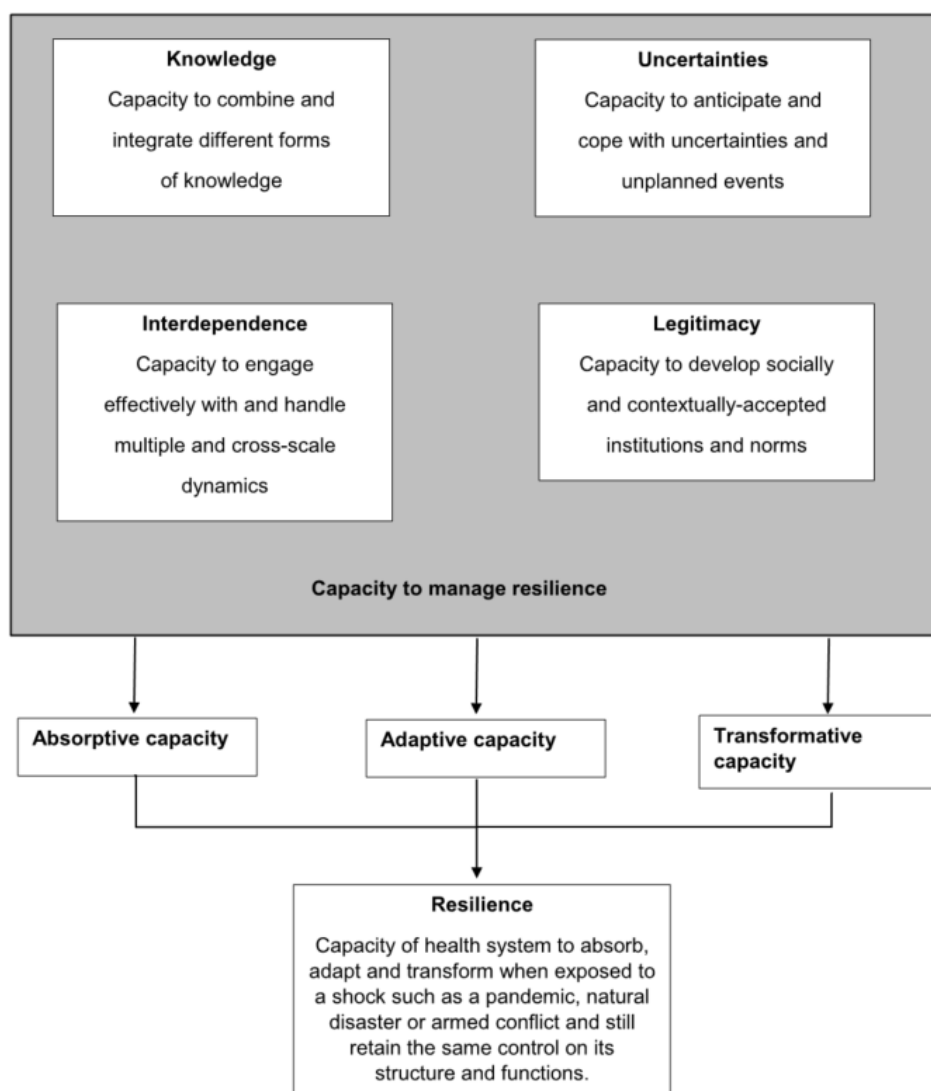 Knowledge
Capacity to combine and
integrate different forms
of knowledge
Uncertainties
Capacity to anticipate and
cope with uncertainties and
unplanned events
Interdependence
Capacity to engage
effectively with and handle
multiple and cross-scale
dynamics
Legitimacy
Capacity to develop socially
and contextually-accepted
institutions and norms
Capacity to manage resilience
Absorptive capacity
Adaptive capacity
Transformative
capacity
Resilience
Capacity of health system to absorb,
adapt and transform when exposed to
a shock such as a pandemic, natural
disaster or armed conflict and still
retain the same control on its
structure and functions.